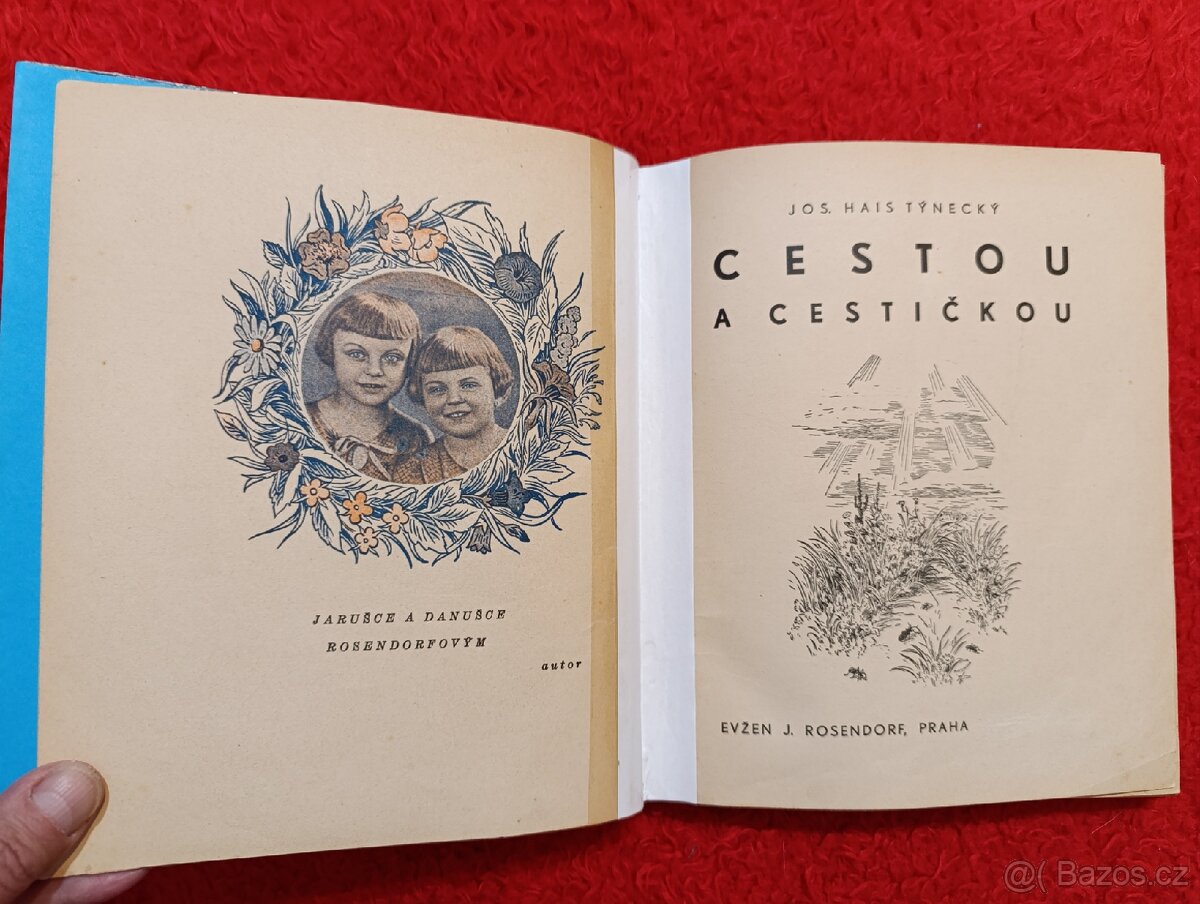 JARUŠCE A DANUŠCE
ROSENDORFOVÝM
autor
JOS. HAIS TÝNECKÝ
CESTOU
A CESTIČKOU
EVŽEN J. ROSENDORF, PRAHA
@( Bazos.cz